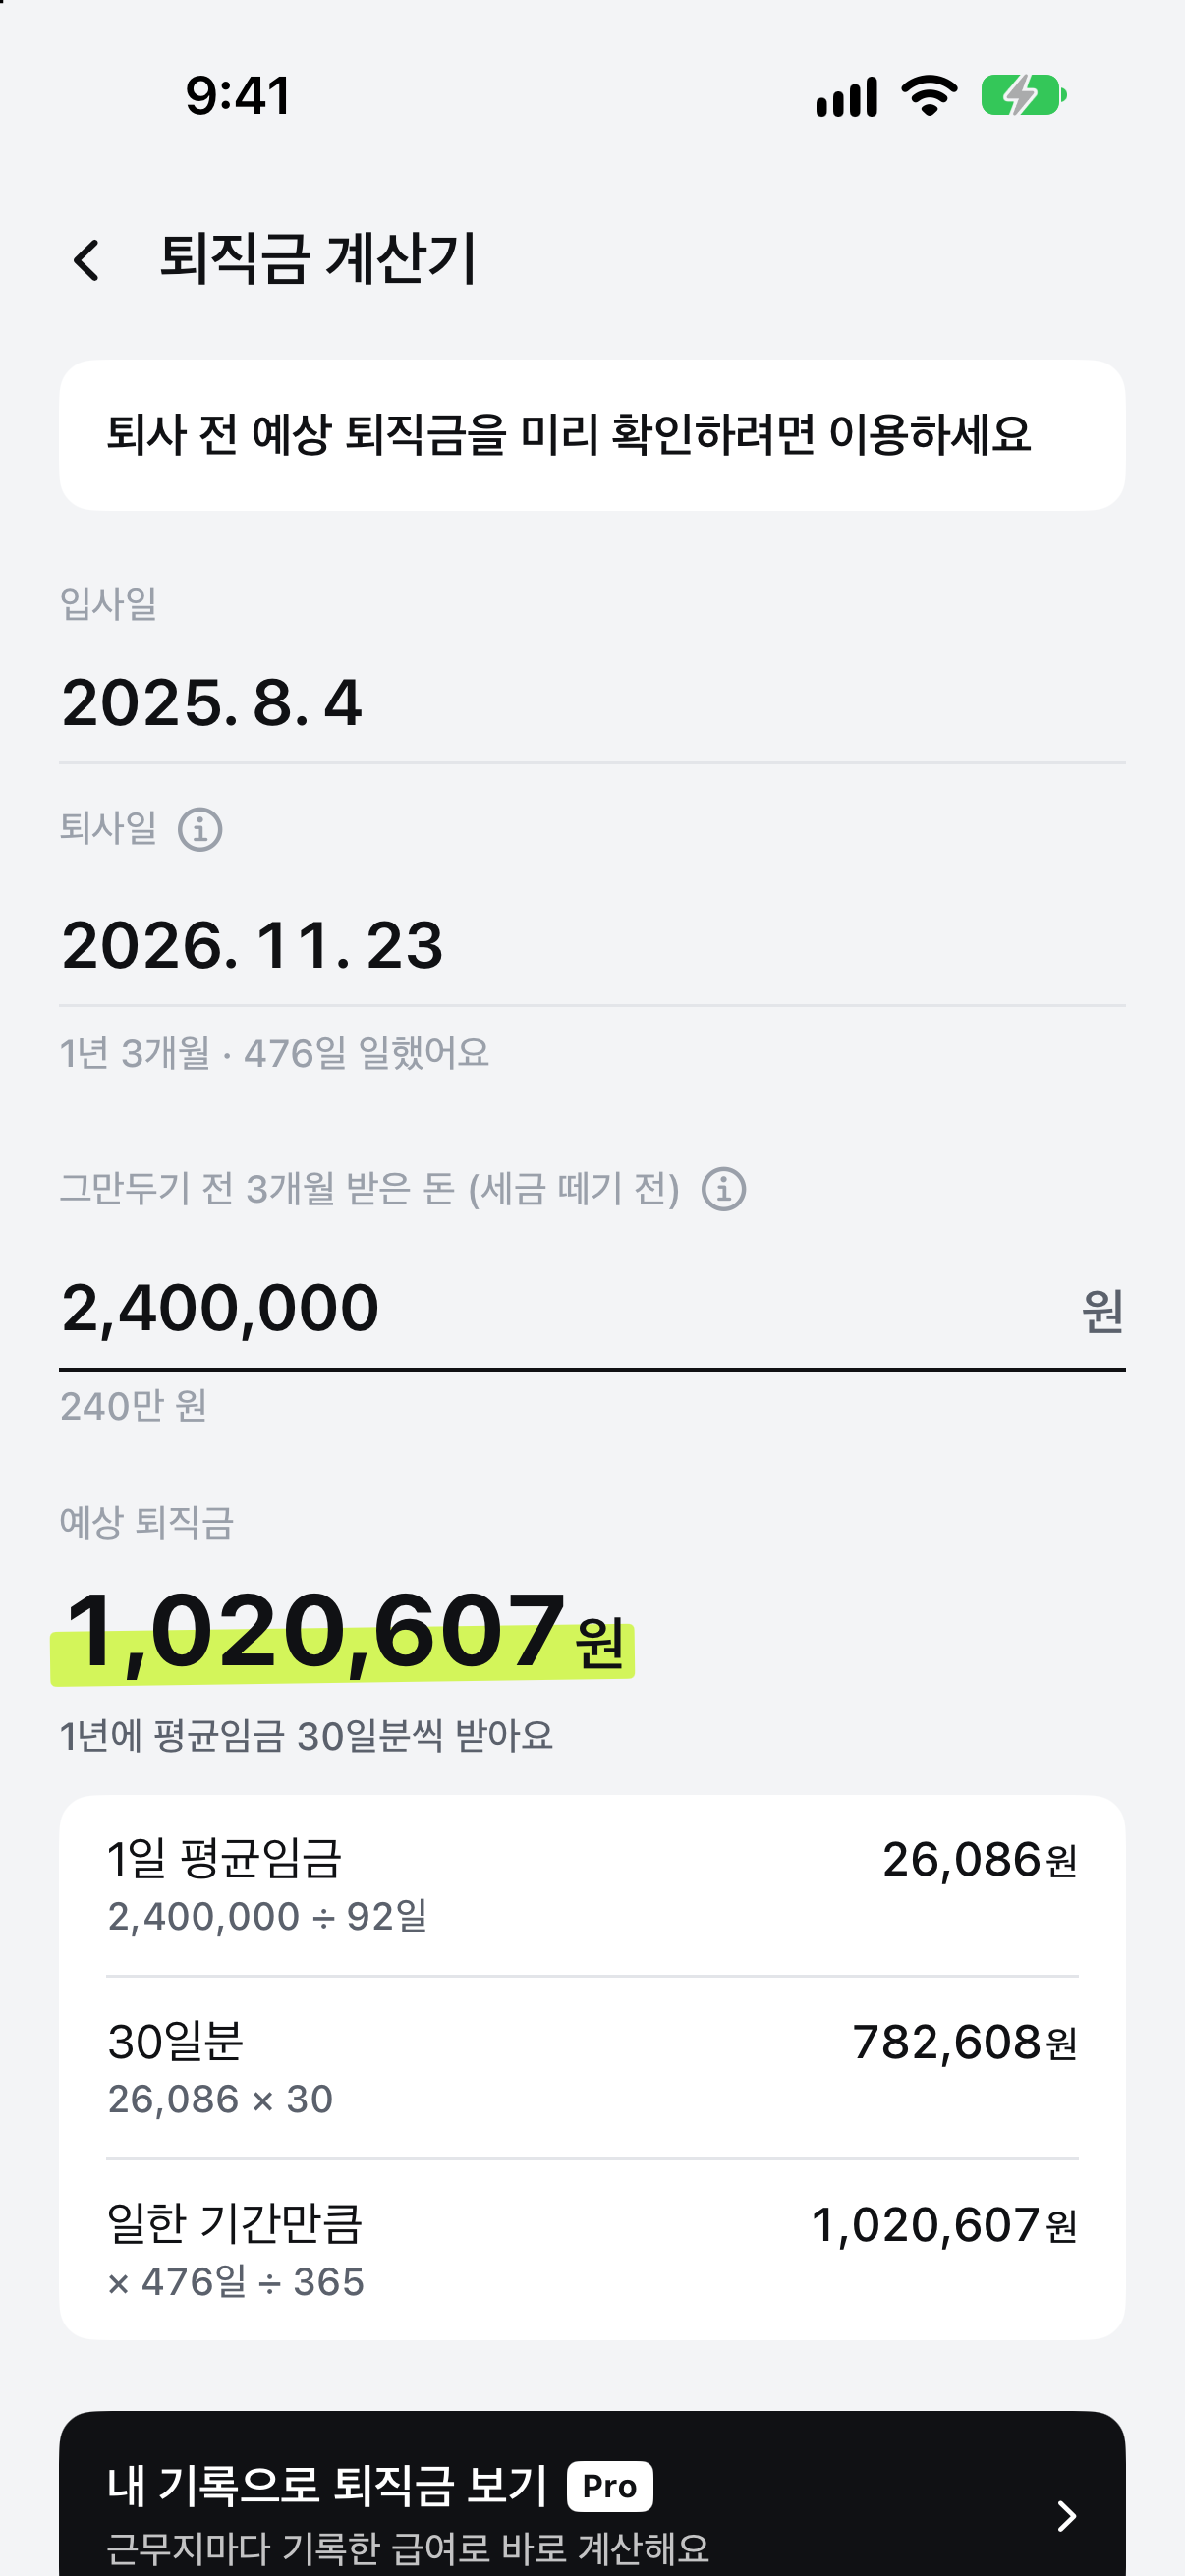 9:41
퇴직금 계산기
퇴사 전 예상 퇴직금을 미리 확인하려면 이용하세요
입사일
2025. 8. 4
퇴사일
2026. 11. 23
1년 3개월 · 476일 일했어요
그만두기 전 3개월 받은 돈 (세금 떼기 전)
2,400,000 원
240만 원
예상 퇴직금
1,020,607원
1년에 평균임금 30일분씩 받아요
1일 평균임금 26,086원
2,400,000 ÷ 92일
30일분 782,608원
26,086 × 30
일한 기간만큼 1,020,607원
× 476일 ÷ 365
내 기록으로 퇴직금 보기 Pro
근무지마다 기록한 급여로 바로 계산해요